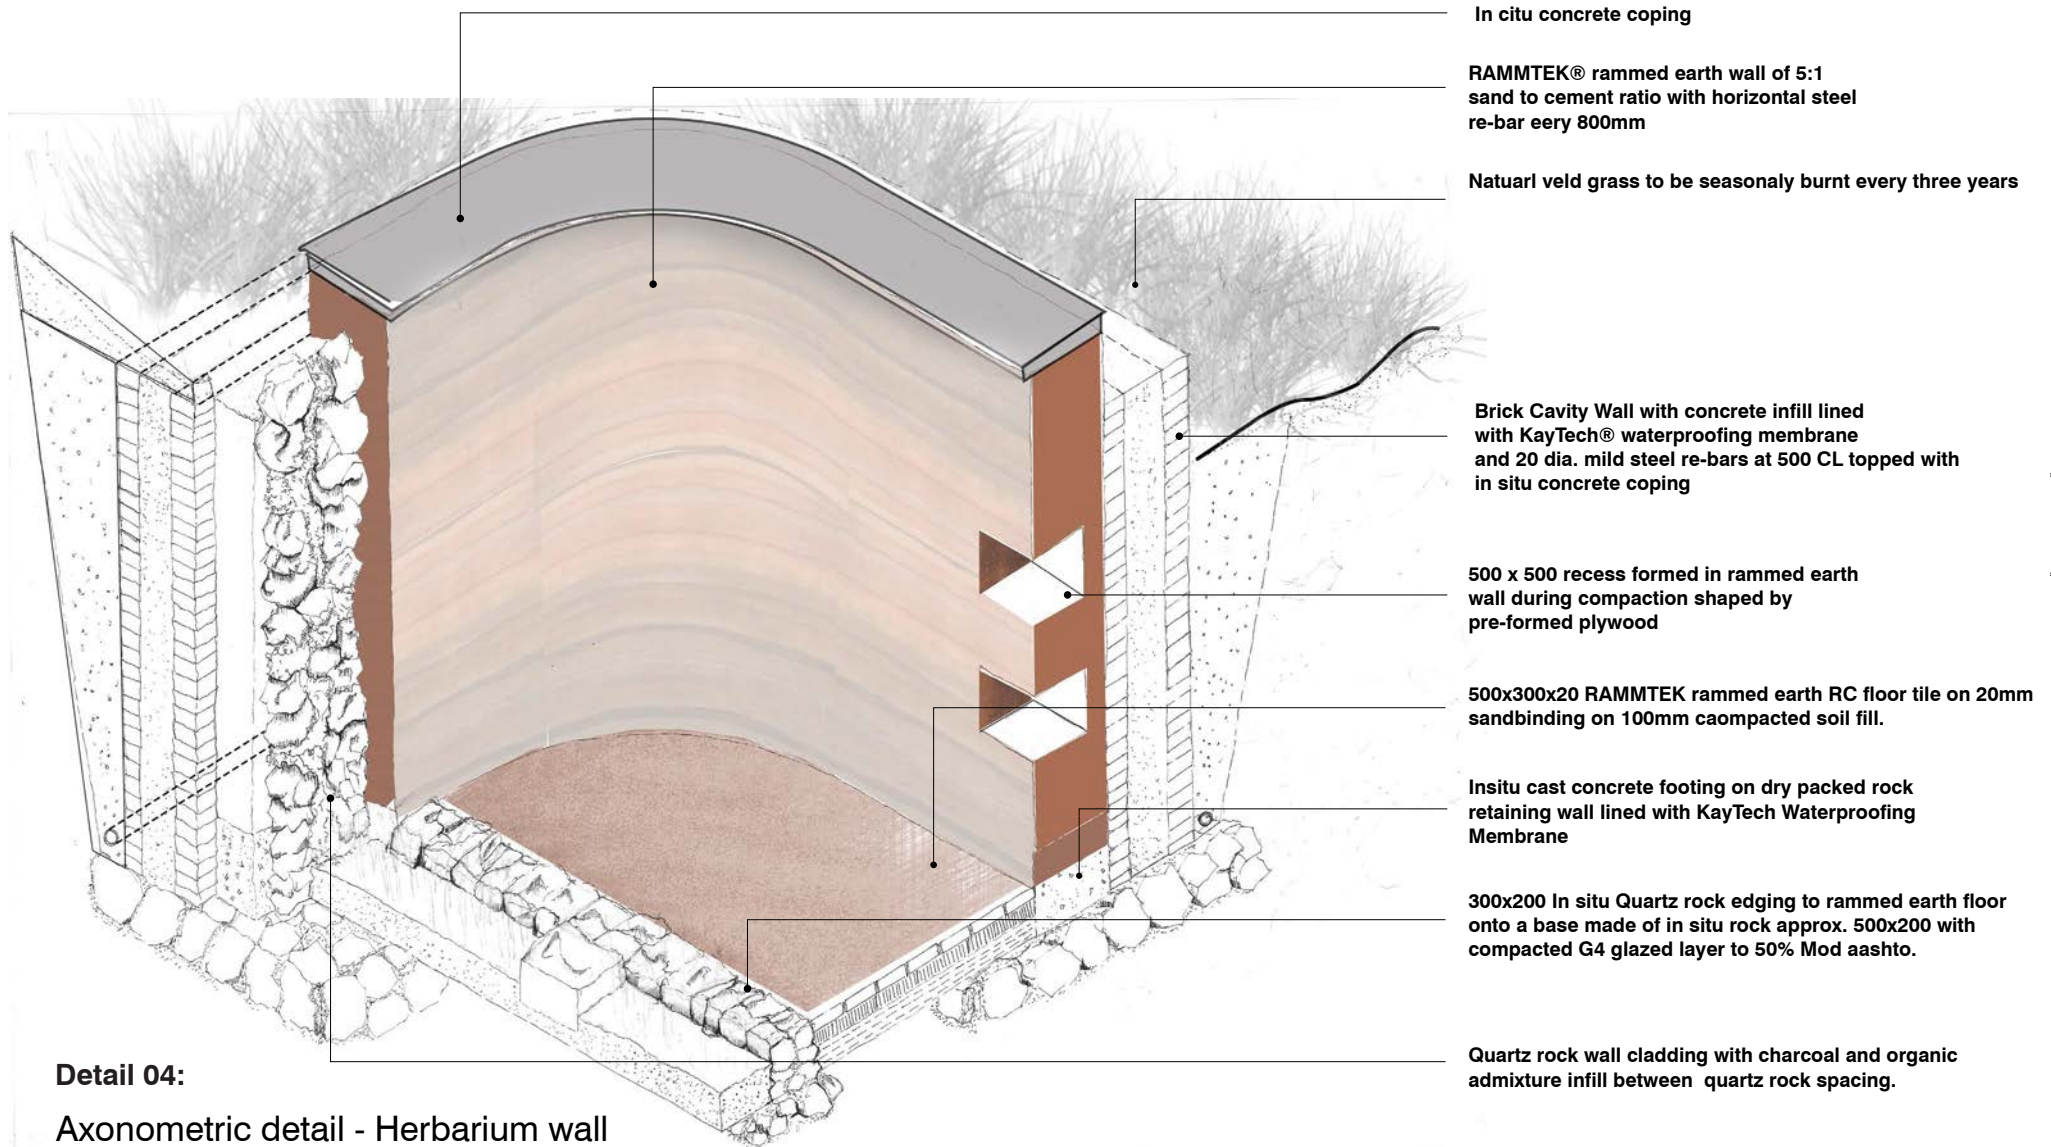 In citu concrete coping
RAMMTEK® rammed earth wall of 5:1
sand to cement ratio with horizontal steel
re-bar eery 800mm
Natuarl veld grass to be seasonaly burnt every three years
Brick Cavity Wall with concrete infill lined
with KayTech® waterproofing membrane
and 20 dia. mild steel re-bars at 500 CL topped with
in situ concrete coping
500 x 500 recess formed in rammed earth
wall during compaction shaped by
pre-formed plywood
500x300x20 RAMMTEK rammed earth RC floor tile on 20mm
sandbinding on 100mm caompacted soil fill.
Insitu cast concrete footing on dry packed rock
retaining wall lined with KayTech Waterproofing
Membrane
300x200 In situ Quartz rock edging to rammed earth floor
onto a base made of in situ rock approx. 500x200 with
compacted G4 glazed layer to 50% Mod aashto.
Quartz rock wall cladding with charcoal and organic
admixture infill between  quartz rock spacing.
Detail 04:
Axonometric detail - Herbarium wall